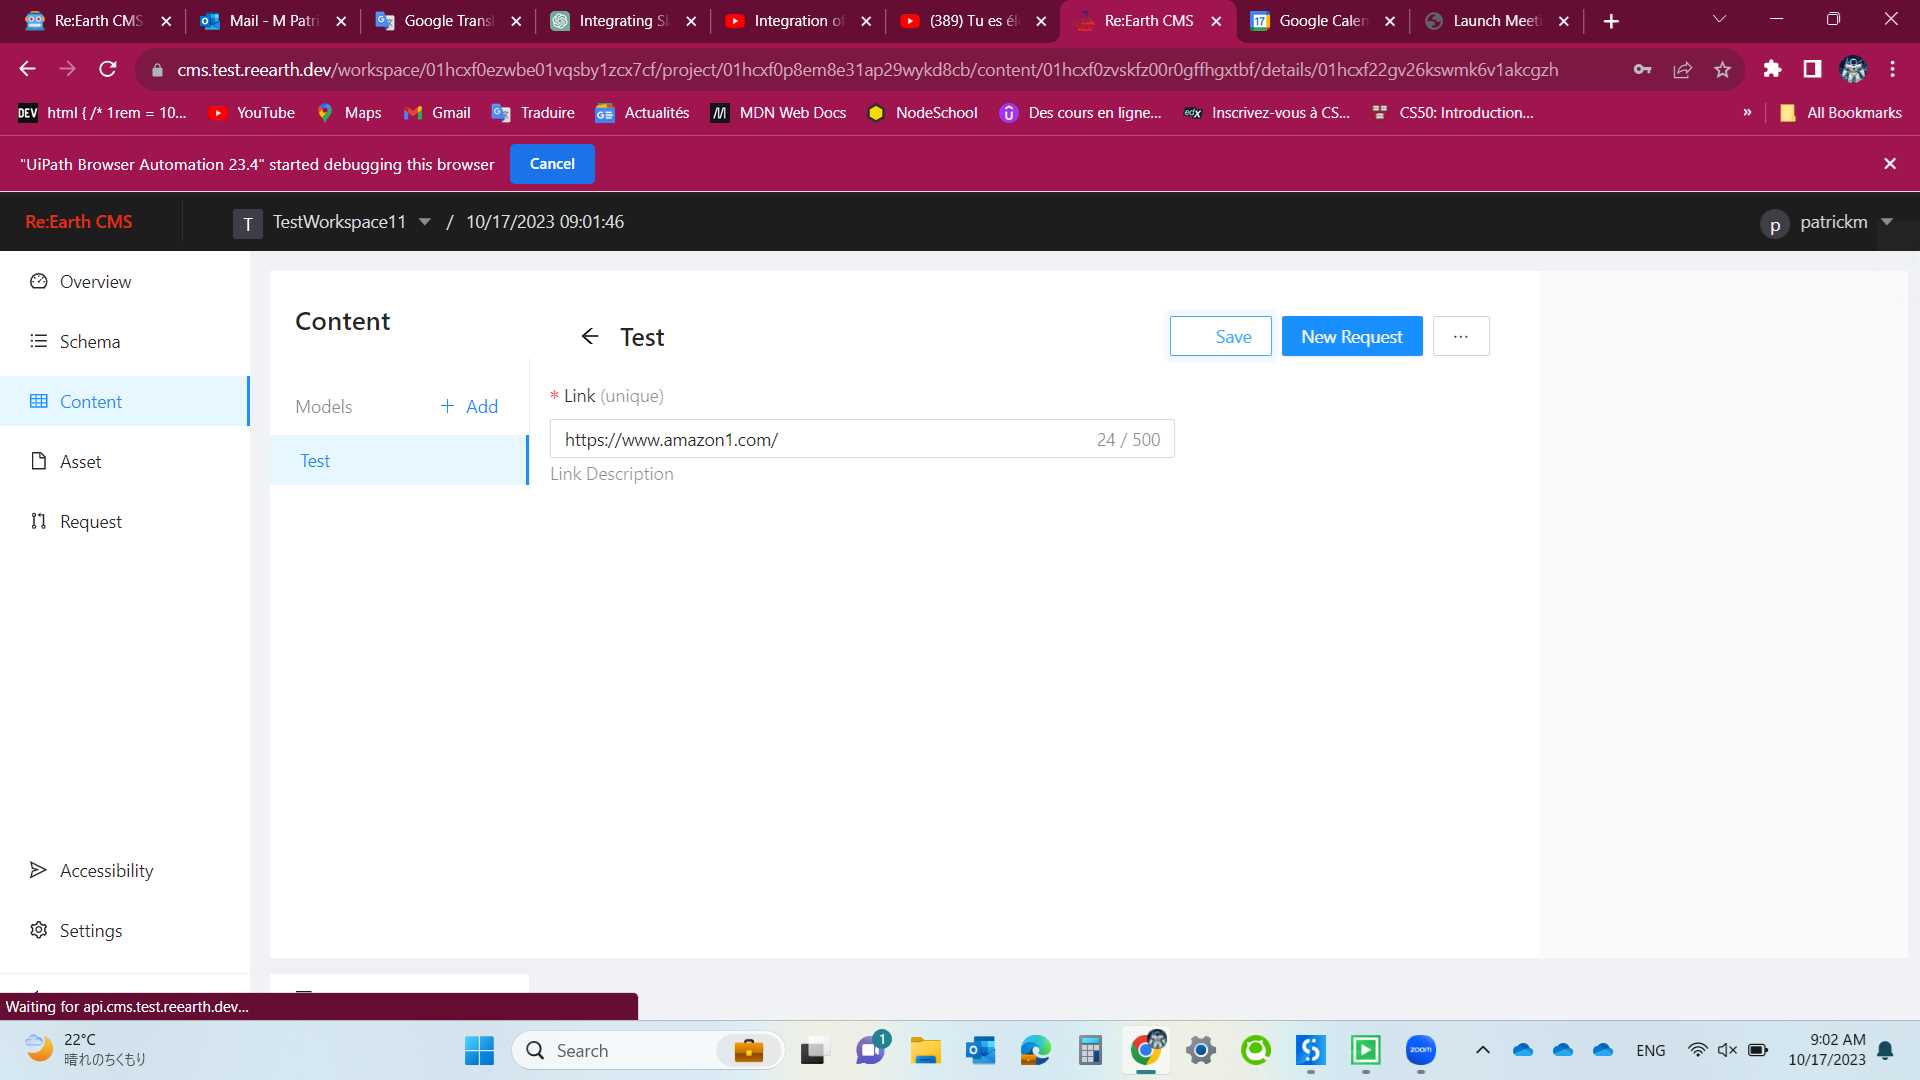 Re:Earth CMS
Mail - M Patri
Google Transl
Integrating Sl
Integration of
(389) Tu es éle
Re:Earth CMS
17
Google Calen
Launch Meeti
cms.test.reearth.dev/workspace/01hcxf0ezwbe01vqsby1zcx7cf/project/01hcxf0p8em8e31ap29wykd8cb/content/01hcxf0zvskfz00r0gffhgxtbf/details/01hcxf22gv26kswmk6v1akcgzh
DEV html { /* 1rem = 10...
YouTube
Maps
Gmail
Traduire
Actualités
MDN Web Docs
NodeSchool
Des cours en ligne...
edX Inscrivez-vous à CS...
CS50: Introduction...
»
All Bookmarks
"UiPath Browser Automation 23.4" started debugging this browser
Cancel
Re:Earth CMS
T TestWorkspace11 / 10/17/2023 09:01:46
p patrickm
Overview
Schema
Content
Asset
Request
Accessibility
Settings
Content
Models
+ Add
Test
Test
Save
New Request
...
* Link (unique)
https://www.amazon1.com/
24 / 500
Link Description
Waiting for api.cms.test.reearth.dev...
22°C
晴れのちくもり
Search
1
zoom
ENG
9:02 AM
10/17/2023